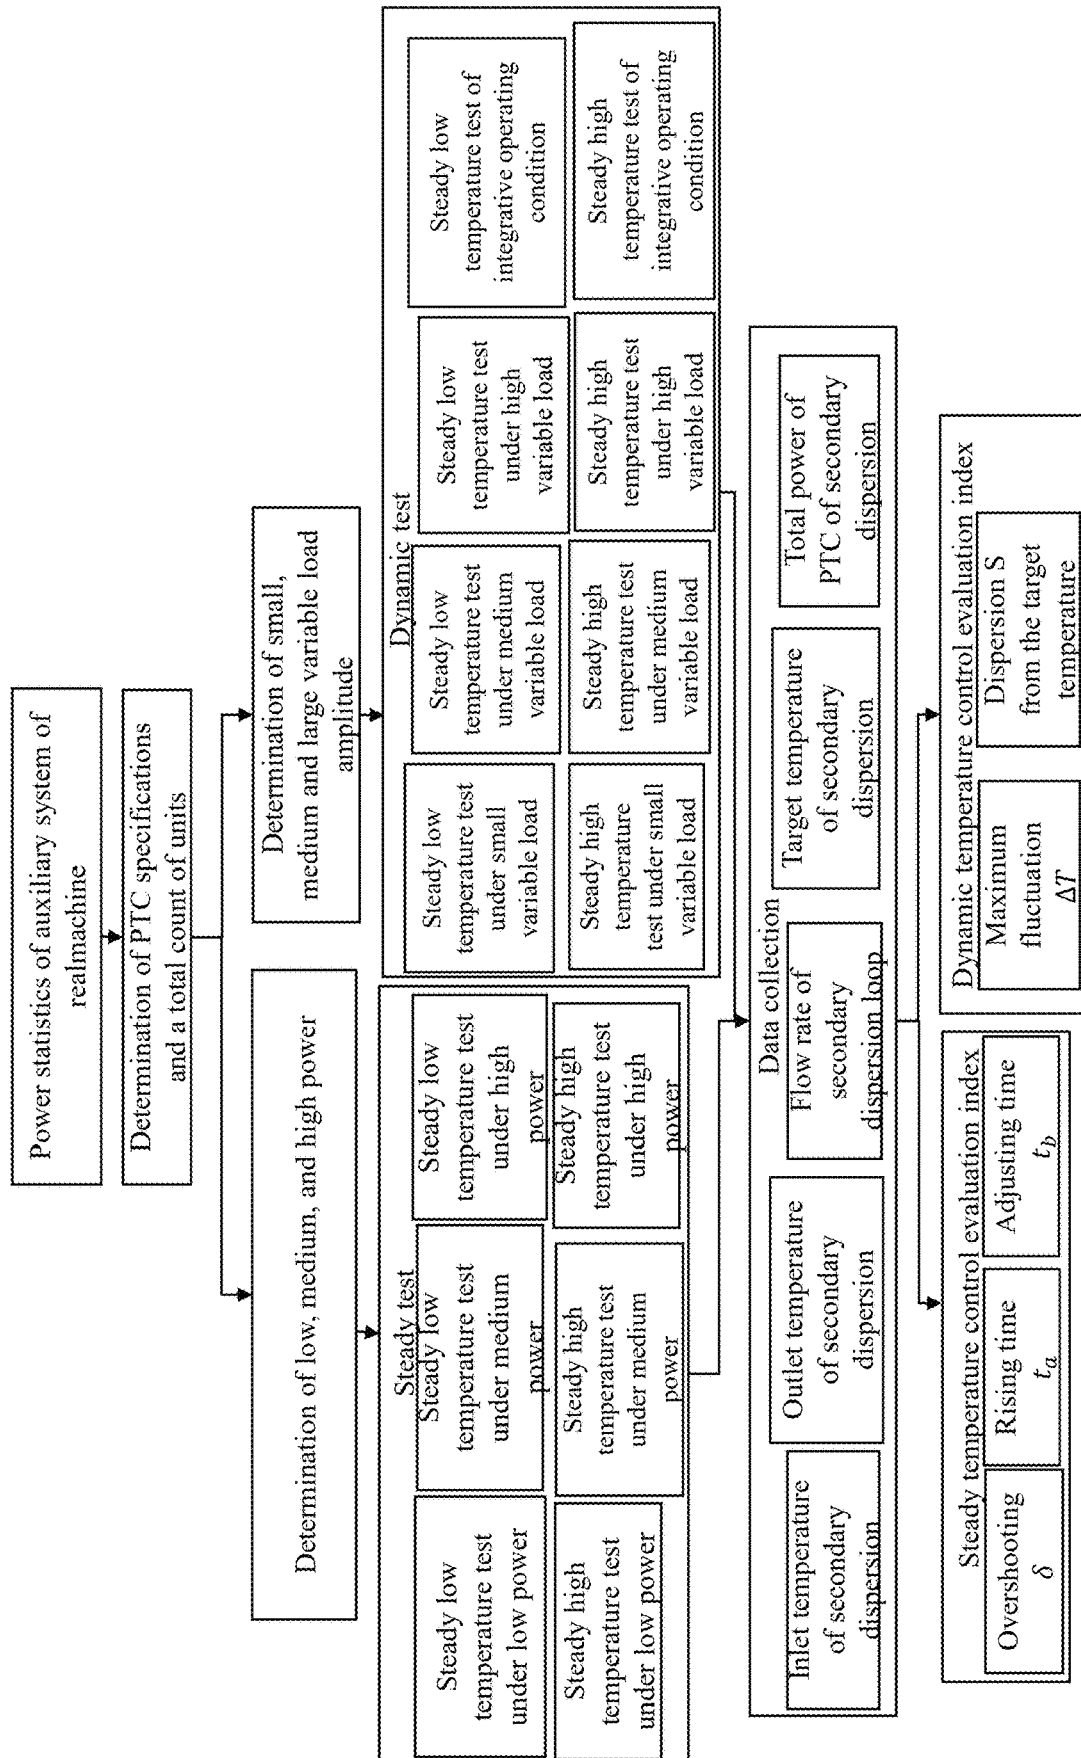 Power statistics of auxiliary system of
realmachine
Determination of PTC specifications
and a total count of units
Determination of low, medium, and high power
Determination of small,
medium and large variable load
amplitude
Steady test
Steady low
temperature test
under low power
Steady low
temperature test
under medium
power
Steady low
temperature test
under high
power
Steady high
temperature test
under low power
Steady high
temperature test
under medium
power
Steady high
temperature test
under high
power
Dynamic test
Steady low
temperature test
under small
variable load
Steady low
temperature test
under medium
variable load
Steady low
temperature test
under high
variable load
Steady low
temperature test of
integrative operating
condition
Steady high
temperature
test under small
variable load
Steady high
temperature test
under medium
variable load
Steady high
temperature test
under high
variable load
Steady high
temperature test of
integrative operating
condition
Data collection
Inlet temperature
of secondary
dispersion
Outlet temperature
of secondary
dispersion
Flow rate of
secondary
dispersion loop
Target temperature
of secondary
dispersion
Total power of
PTC of secondary
dispersion
Steady temperature control evaluation index
Overshooting
δ
Rising time
t_a
Adjusting time
t_b
Dynamic temperature control evaluation index
Maximum
fluctuation
ΔT
Dispersion S
from the target
temperature